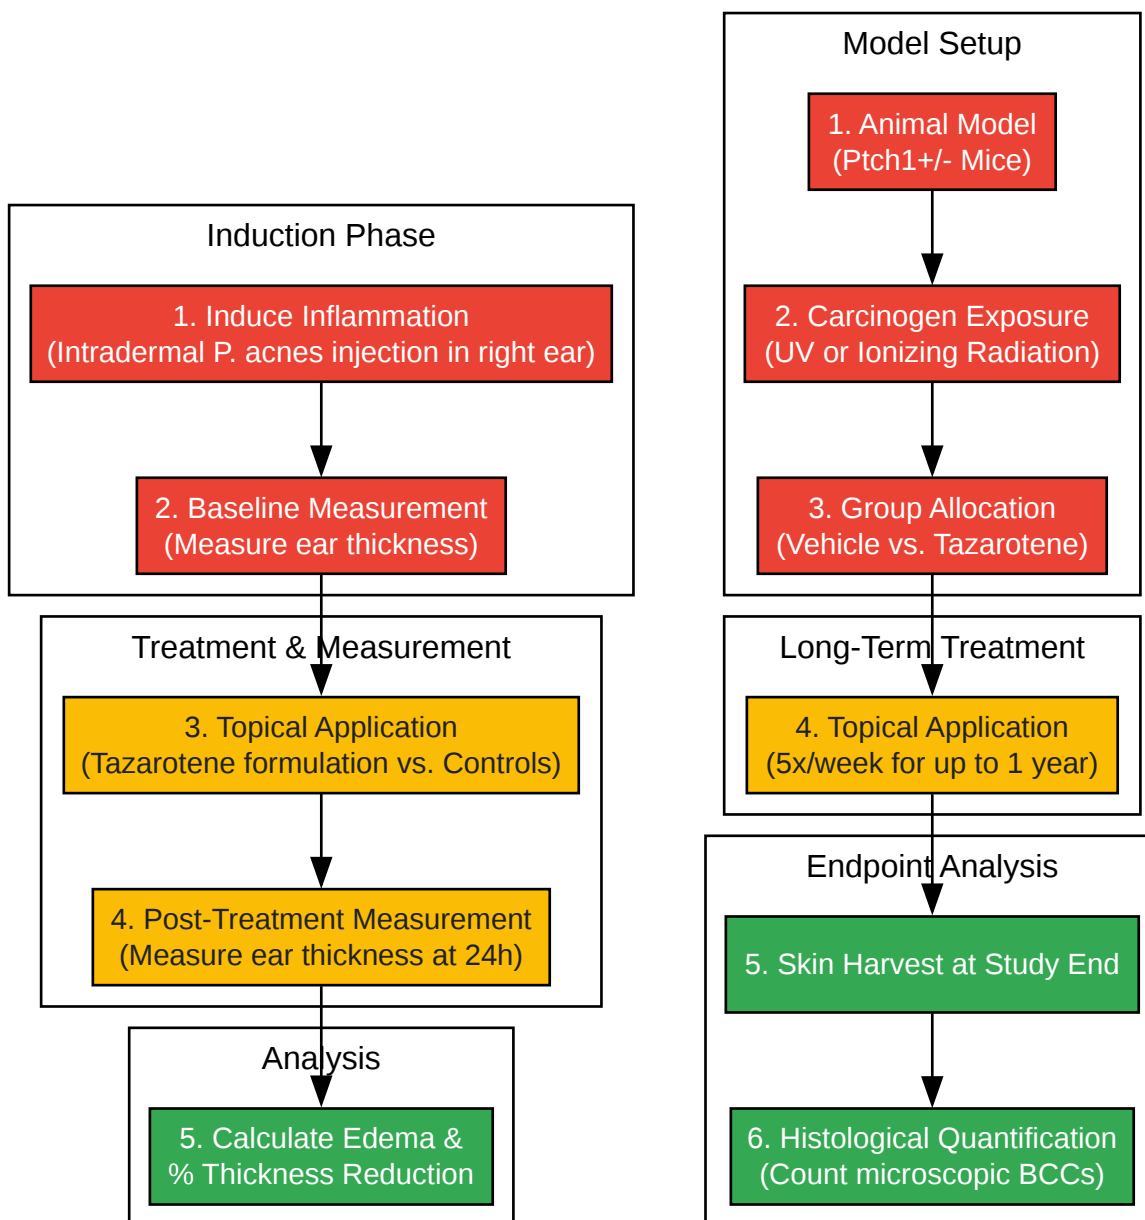 Induction Phase
1. Induce Inflammation
(Intradermal P. acnes injection in right ear)
2. Baseline Measurement
(Measure ear thickness)
Treatment & Measurement
3. Topical Application
(Tazarotene formulation vs. Controls)
4. Post-Treatment Measurement
(Measure ear thickness at 24h)
Analysis
5. Calculate Edema &
% Thickness Reduction
Model Setup
1. Animal Model
(Ptch1+/- Mice)
2. Carcinogen Exposure
(UV or Ionizing Radiation)
3. Group Allocation
(Vehicle vs. Tazarotene)
Long-Term Treatment
4. Topical Application
(5x/week for up to 1 year)
Endpoint Analysis
5. Skin Harvest at Study End
6. Histological Quantification
(Count microscopic BCCs)